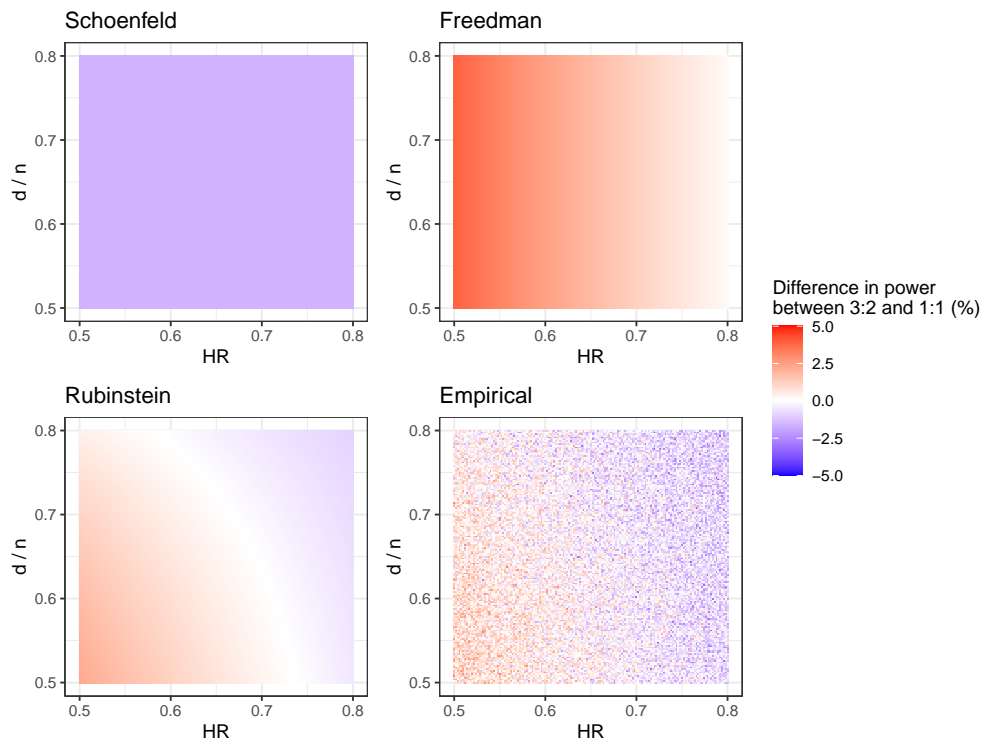 Schoenfeld
0.8
0.7
0.6
0.5
d / n
0.5 0.6 0.7 0.8
HR
Freedman
0.8
0.7
0.6
0.5
d / n
0.5 0.6 0.7 0.8
HR
Difference in power
between 3:2 and 1:1 (%)
5.0
2.5
0.0
−2.5
−5.0
Rubinstein
0.8
0.7
0.6
0.5
d / n
0.5 0.6 0.7 0.8
HR
Empirical
0.8
0.7
0.6
0.5
d / n
0.5 0.6 0.7 0.8
HR